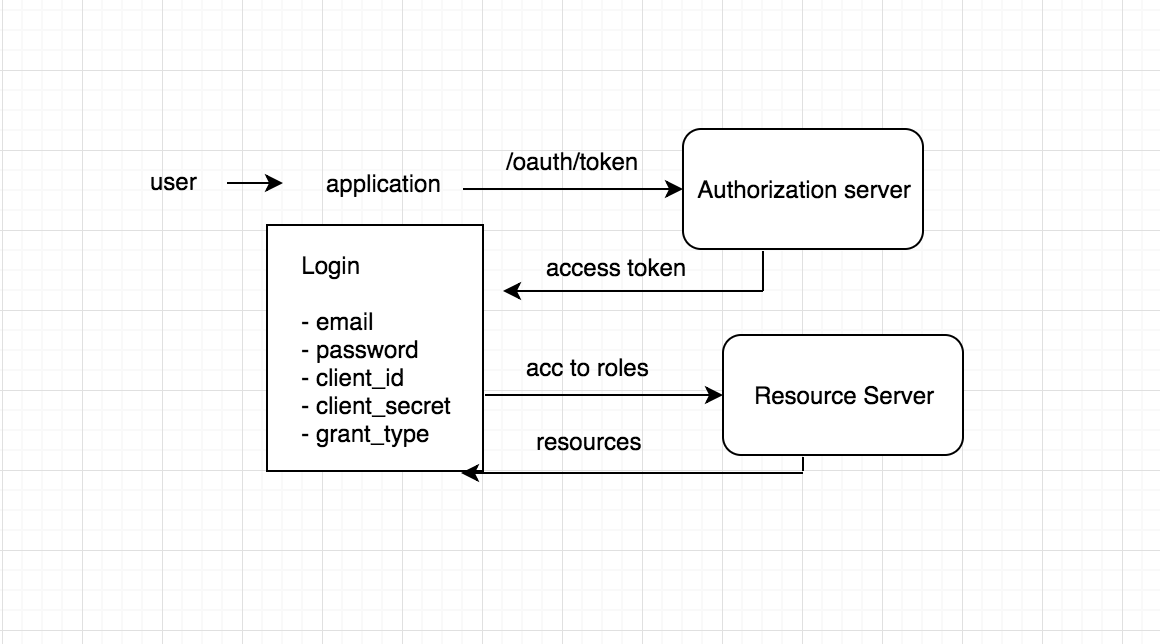 /oauth/token
user
application
Authorization server
Login
- email
- password
- client_id
- client_secret
- grant_type
access token
acc to roles
Resource Server
resources